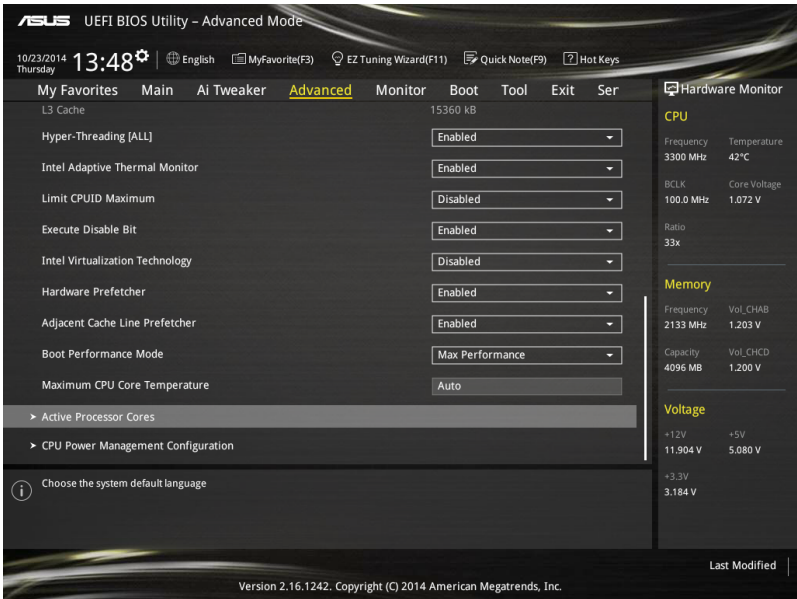 ASUS UEFI BIOS Utility – Advanced Mode
10/23/2014
Thursday
13:48
English
MyFavorite(F3)
EZ Tuning Wizard(F11)
Quick Note(F9)
? Hot Keys
My Favorites Main Ai Tweaker Advanced Monitor Boot Tool Exit Ser
L3 Cache 15360 kB
Hyper-Threading [ALL] Enabled
Intel Adaptive Thermal Monitor Enabled
Limit CPUID Maximum Disabled
Execute Disable Bit Enabled
Intel Virtualization Technology Disabled
Hardware Prefetcher Enabled
Adjacent Cache Line Prefetcher Enabled
Boot Performance Mode Max Performance
Maximum CPU Core Temperature Auto
> Active Processor Cores
> CPU Power Management Configuration
i Choose the system default language
Hardware Monitor
CPU
Frequency Temperature
3300 MHz 42°C
BCLK Core Voltage
100.0 MHz 1.072 V
Ratio
33x
Memory
Frequency Vol_CHAB
2133 MHz 1.203 V
Capacity Vol_CHCD
4096 MB 1.200 V
Voltage
+12V +5V
11.904 V 5.080 V
+3.3V
3.184 V
Last Modified
Version 2.16.1242. Copyright (C) 2014 American Megatrends, Inc.